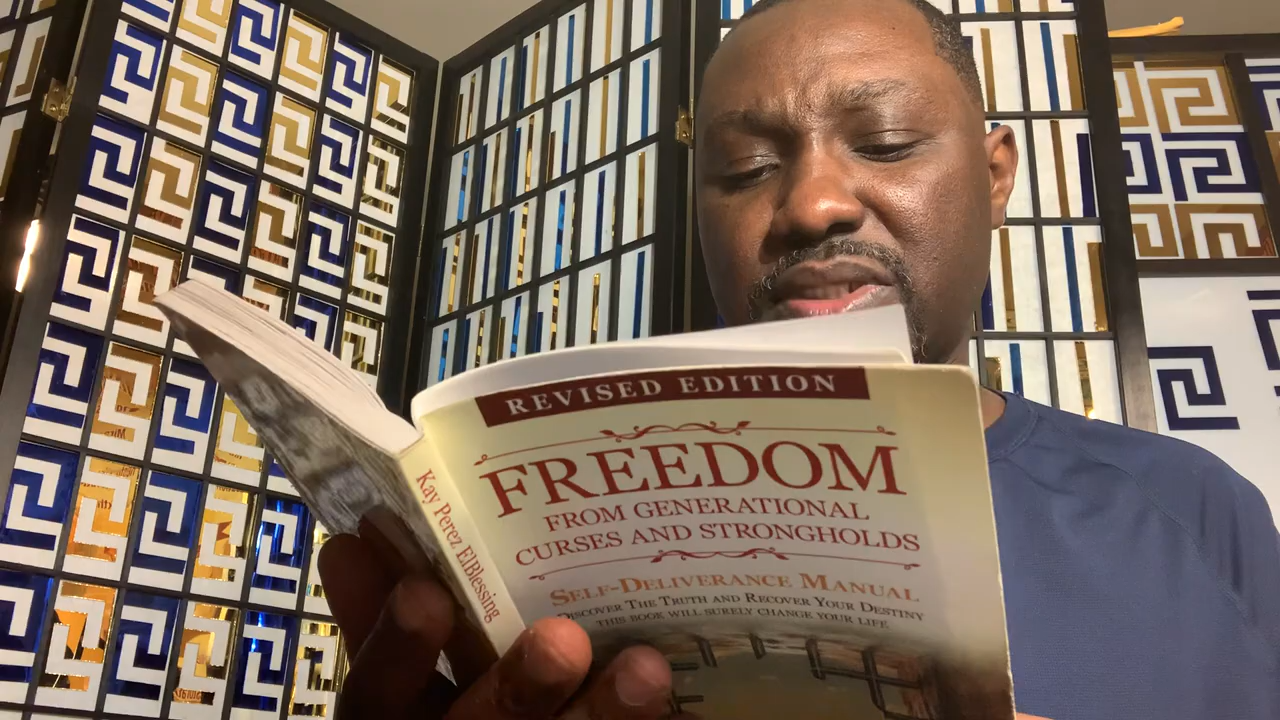 REVISED EDITION
FREEDOM
FROM GENERATIONAL
CURSES AND STRONGHOLDS
SELF-DELIVERANCE MANUAL
DISCOVER THE TRUTH AND RECOVER YOUR DESTINY
THIS BOOK WILL SURELY CHANGE YOUR LIFE
Kay Perez ElBlessing